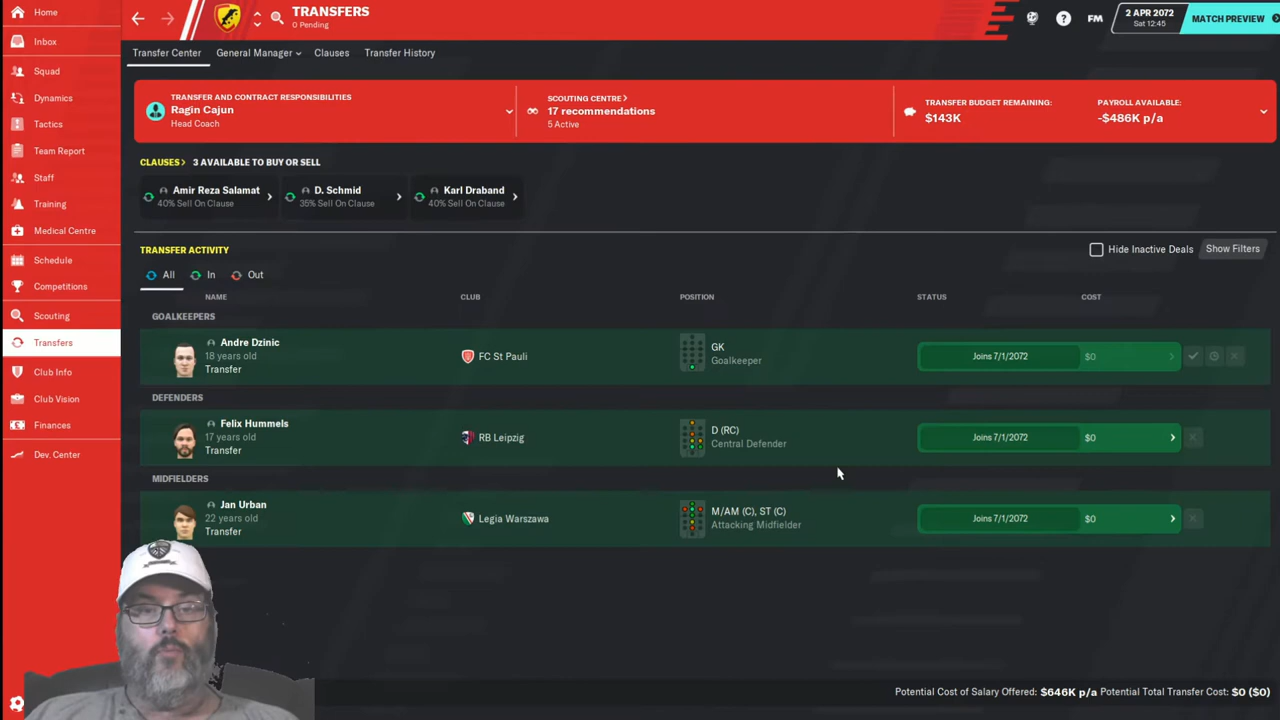 Home
Inbox
Squad
Dynamics
Tactics
Team Report
Staff
Training
Medical Centre
Schedule
Competitions
Scouting
Transfers
Club Info
Club Vision
Finances
Dev. Center
TRANSFERS
0 Pending
FM
2 APR 2072
Sat 12:45
MATCH PREVIEW
Transfer Center
General Manager
Clauses
Transfer History
TRANSFER AND CONTRACT RESPONSIBILITIES
Ragin Cajun
Head Coach
SCOUTING CENTRE >
17 recommendations
5 Active
TRANSFER BUDGET REMAINING:
$143K
PAYROLL AVAILABLE:
-$486K p/a
CLAUSES > 3 AVAILABLE TO BUY OR SELL
Amir Reza Salamat
40% Sell On Clause
D. Schmid
35% Sell On Clause
Karl Draband
40% Sell On Clause
TRANSFER ACTIVITY
Hide Inactive Deals
Show Filters
All
In
Out
NAME CLUB POSITION STATUS COST
GOALKEEPERS
Andre Dzinic
18 years old
Transfer
FC St Pauli
GK
Goalkeeper
Joins 7/1/2072
$0
DEFENDERS
Felix Hummels
17 years old
Transfer
RB Leipzig
D (RC)
Central Defender
Joins 7/1/2072
$0
MIDFIELDERS
Jan Urban
22 years old
Transfer
Legia Warszawa
M/AM (C), ST (C)
Attacking Midfielder
Joins 7/1/2072
$0
Potential Cost of Salary Offered: $646K p/a Potential Total Transfer Cost: $0 ($0)